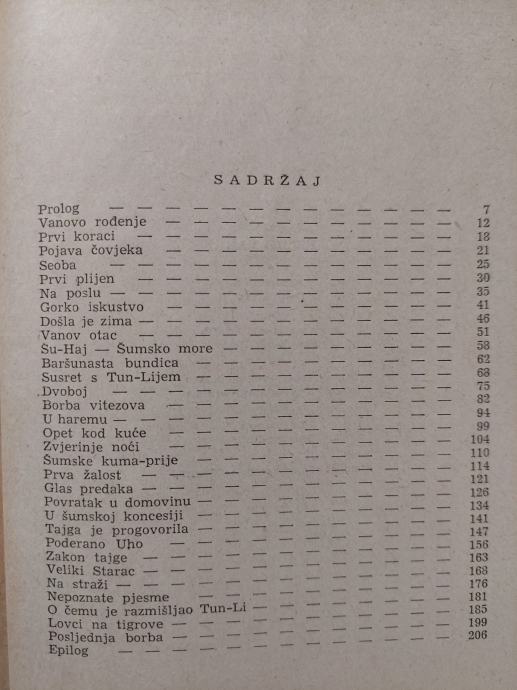 SADRŽAJ
Prolog — — — — — — — — — — — — — 7
Vanovo rođenje — — — — — — — — — — — 12
Prvi koraci — — — — — — — — — — — — 18
Pojava čovjeka — — — — — — — — — — — 21
Seoba — — — — — — — — — — — — — 25
Prvi plijen — — — — — — — — — — — 30
Na poslu — — — — — — — — — — — — — 35
Gorko iskustvo — — — — — — — — — — — 41
Došla je zima — — — — — — — — — — — — 46
Vanov otac — — — — — — — — — — — 51
Šu-Haj — Šumsko more — — — — — — — — — 58
Baršunasta bundica — — — — — — — — — — 62
Susret s Tun-Lijem — — — — — — — — — — 68
Dvoboj — — — — — — — — — — — — — 75
Borba vitezova — — — — — — — — — — — 82
U haremu — — — — — — — — — — — — 94
Opet kod kuće — — — — — — — — — — — 99
Zvjerinje noći — — — — — — — — — — — 104
Šumske kuma-prije — — — — — — — — — — 110
Prva žalost — — — — — — — — — — — — 114
Glas predaka — — — — — — — — — — — — 121
Povratak u domovinu — — — — — — — — — — 126
U šumskoj koncesiji — — — — — — — — — — 134
Tajga je progovorila — — — — — — — — — — 141
Poderano Uho — — — — — — — — — — — 147
Zakon tajge — — — — — — — — — — — — 156
Veliki Starac — — — — — — — — — — — — 163
Na straži — — — — — — — — — — — — — 168
Nepoznate pjesme — — — — — — — — — — — 176
O čemu je razmišljao Tun-Li — — — — — — — — 181
Lovci na tigrove — — — — — — — — — — — 185
Posljednja borba — — — — — — — — — — — 199
Epilog — — — — — — — — — — — — — 206